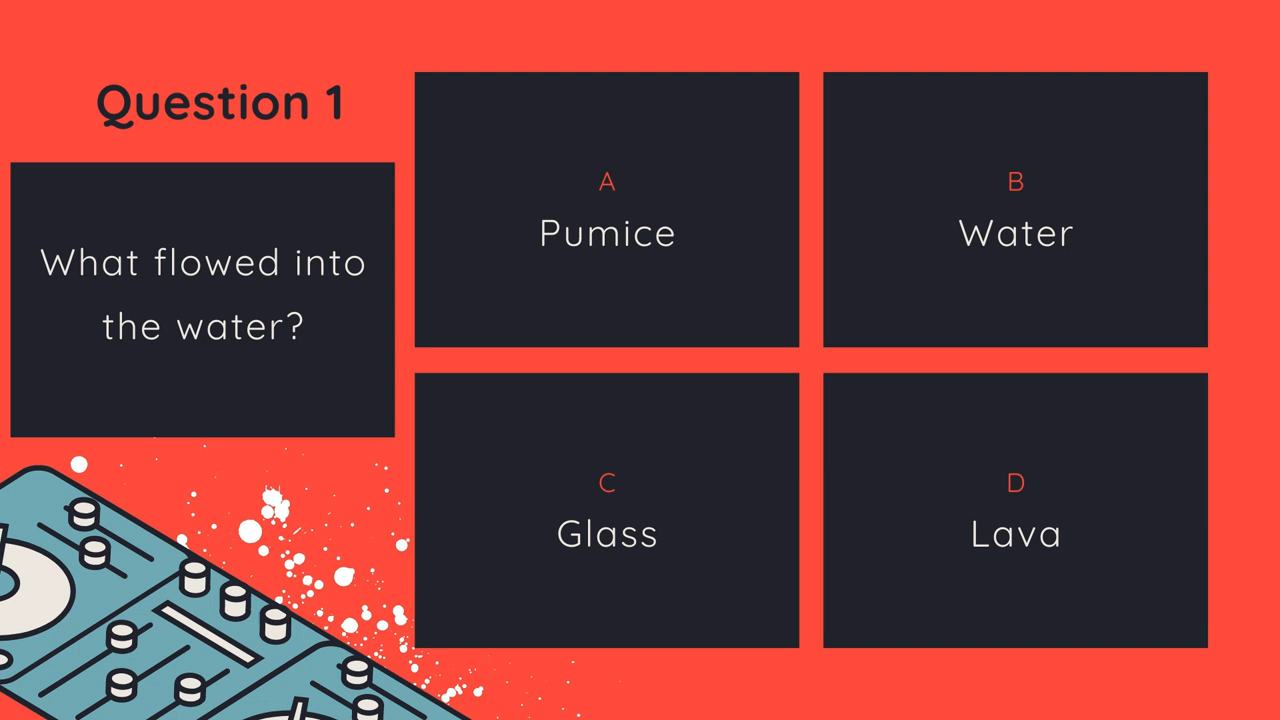 Question 1
What flowed into
the water?
A
Pumice
B
Water
C
Glass
D
Lava